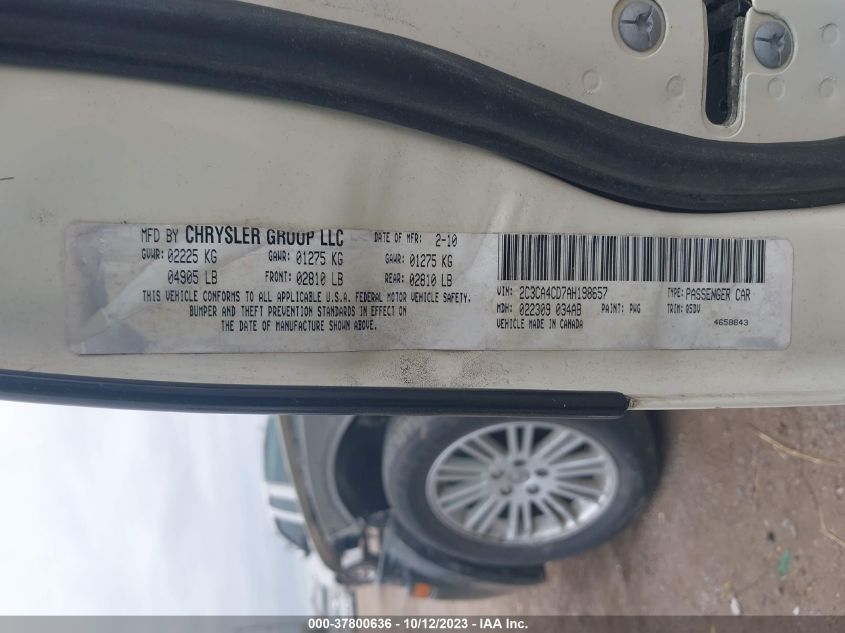 MFD BY CHRYSLER GROUP LLC DATE OF MFR: 2-10
GVWR: 02225 KG GAWR: 01275 KG GAWR: 01275 KG
04905 LB FRONT: 02810 LB REAR: 02810 LB
THIS VEHICLE CONFORMS TO ALL APPLICABLE U.S.A. FEDERAL MOTOR VEHICLE SAFETY,
BUMPER AND THEFT PREVENTION STANDARDS IN EFFECT ON
THE DATE OF MANUFACTURE SHOWN ABOVE.
VIN: 2C3CA4CD7AH198657 TYPE: PASSENGER CAR
MDH: 022309 034AB PAINT: PWG TRIM: Q5DV
VEHICLE MADE IN CANADA 4658843
000-37800636 - 10/12/2023 - IAA Inc.